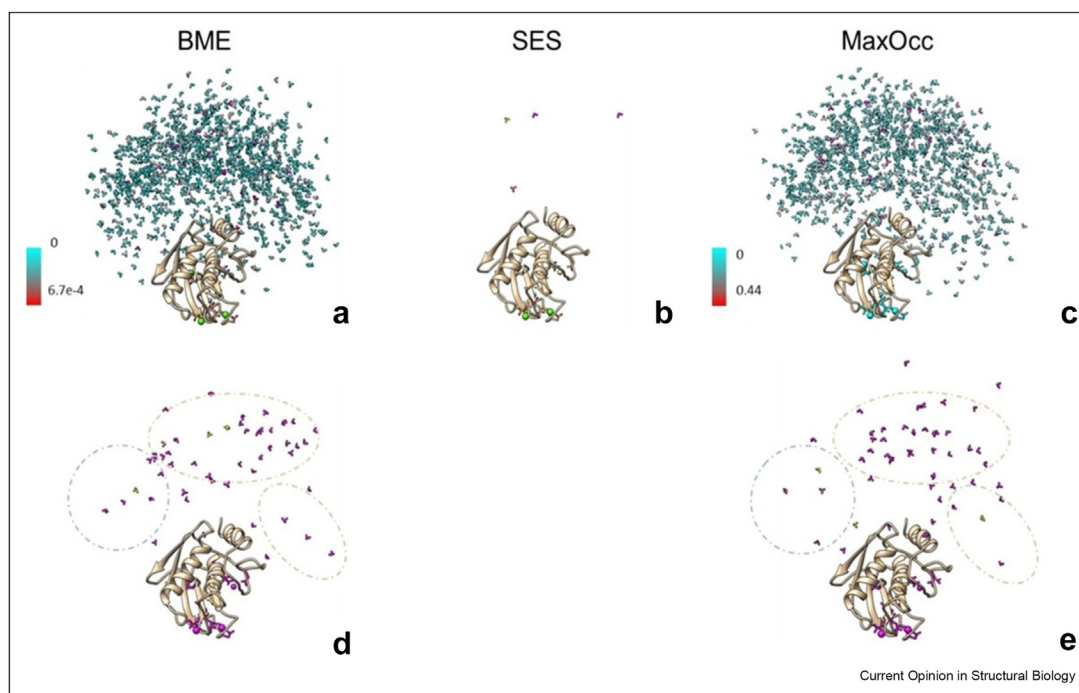 BME
SES
MaxOcc
0
6.7e-4
a
b
0
0.44
c
d
e
Current Opinion in Structural Biology